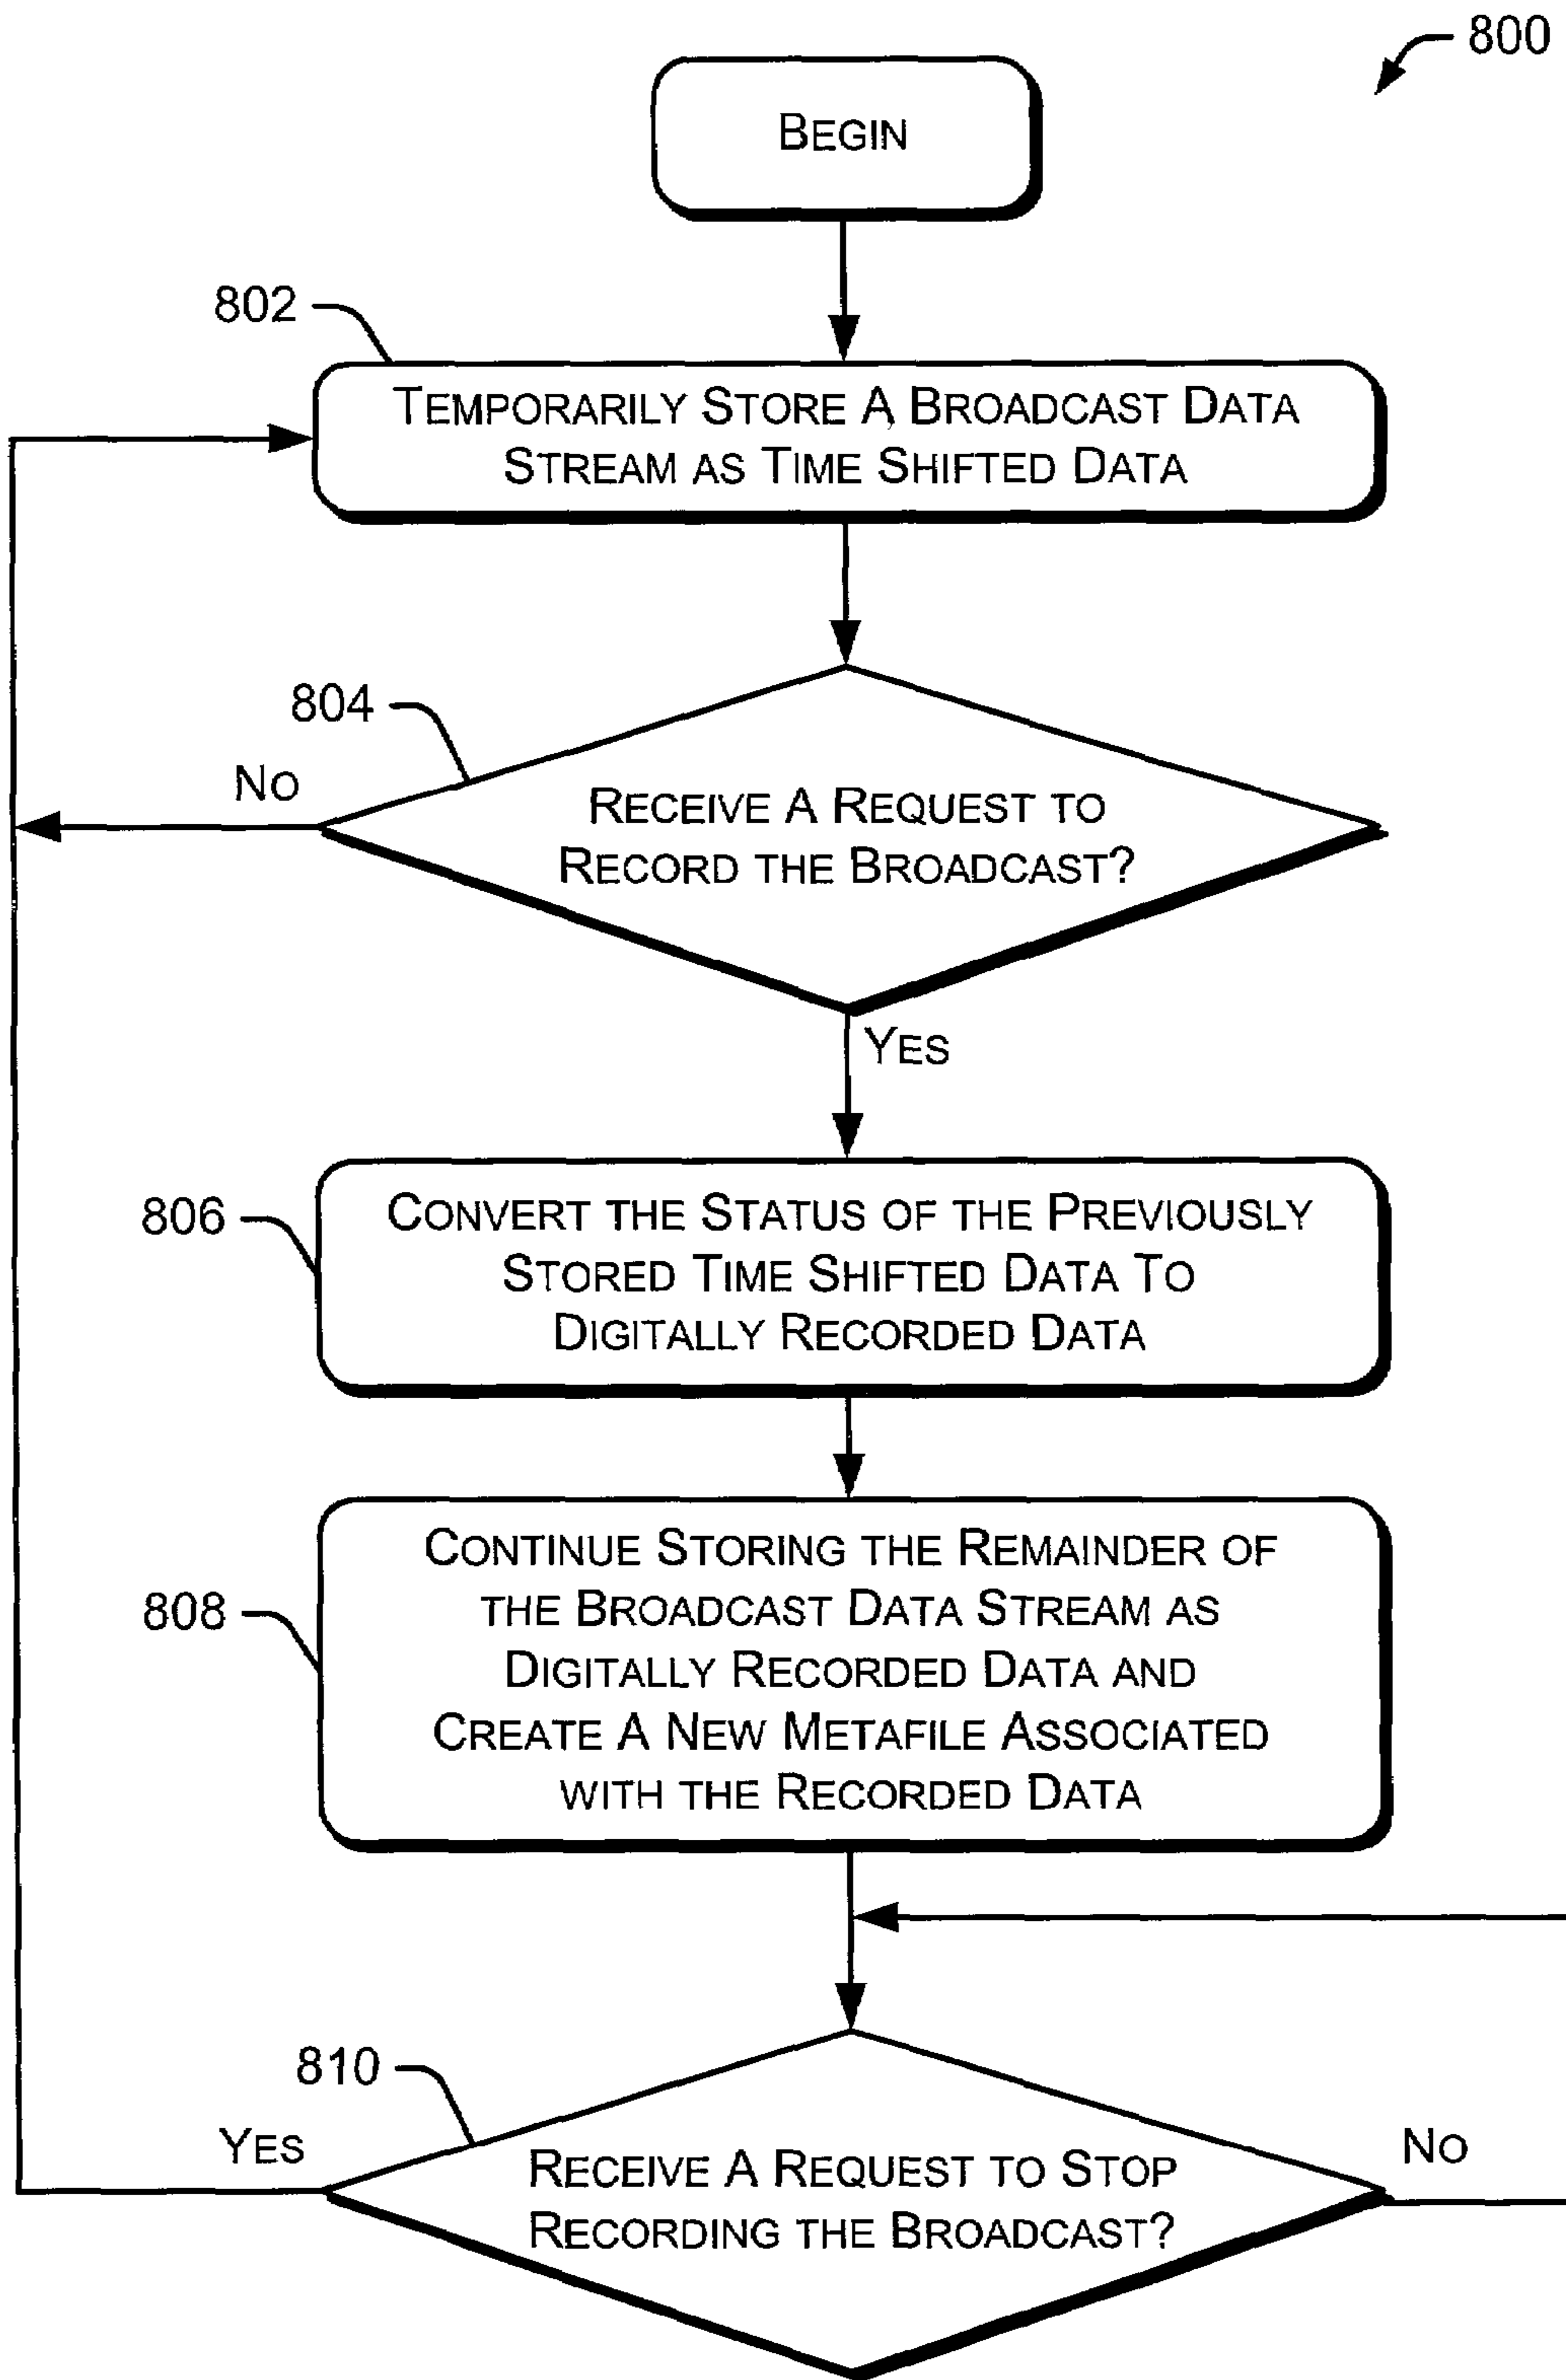 800
BEGIN
802
TEMPORARILY STORE A BROADCAST DATA
STREAM AS TIME SHIFTED DATA
804
NO
RECEIVE A REQUEST TO
RECORD THE BROADCAST?
YES
806
CONVERT THE STATUS OF THE PREVIOUSLY
STORED TIME SHIFTED DATA TO
DIGITALLY RECORDED DATA
808
CONTINUE STORING THE REMAINDER OF
THE BROADCAST DATA STREAM AS
DIGITALLY RECORDED DATA AND
CREATE A NEW METAFILE ASSOCIATED
WITH THE RECORDED DATA
810
YES
RECEIVE A REQUEST TO STOP
RECORDING THE BROADCAST?
NO